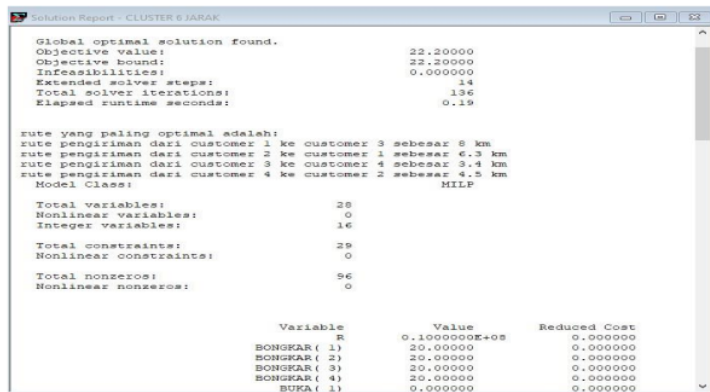 Solution Report - CLUSTER 6 JARAK
Global optimal solution found.
Objective value: 22.20000
Objective bound: 22.20000
Infeasibilities: 0.000000
Extended solver steps: 14
Total solver iterations: 136
Elapsed runtime seconds: 0.19
rute yang paling optimal adalah:
rute pengiriman dari customer 1 ke customer 3 sebesar 8 km
rute pengiriman dari customer 2 ke customer 1 sebesar 6.3 km
rute pengiriman dari customer 3 ke customer 4 sebesar 3.4 km
rute pengiriman dari customer 4 ke customer 2 sebesar 4.5 km
Model Class: MILP
Total variables: 28
Nonlinear variables: 0
Integer variables: 16
Total constraints: 29
Nonlinear constraints: 0
Total nonzeros: 96
Nonlinear nonzeros: 0
Variable Value Reduced Cost
R 0.1000000E+08 0.000000
BONGKAR( 1) 20.00000 0.000000
BONGKAR( 2) 20.00000 0.000000
BONGKAR( 3) 20.00000 0.000000
BONGKAR( 4) 20.00000 0.000000
BUKA( 1) 0.000000 0.000000